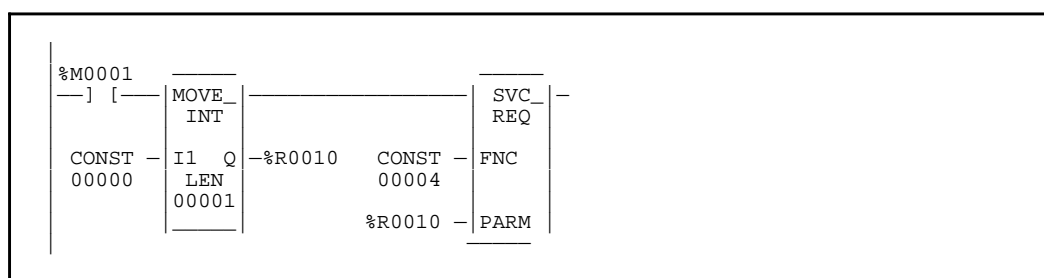 %M0001
] [ MOVE_ SVC_
INT REQ
CONST I1 Q %R0010 CONST FNC
00000 LEN 00004
00001
%R0010 PARM